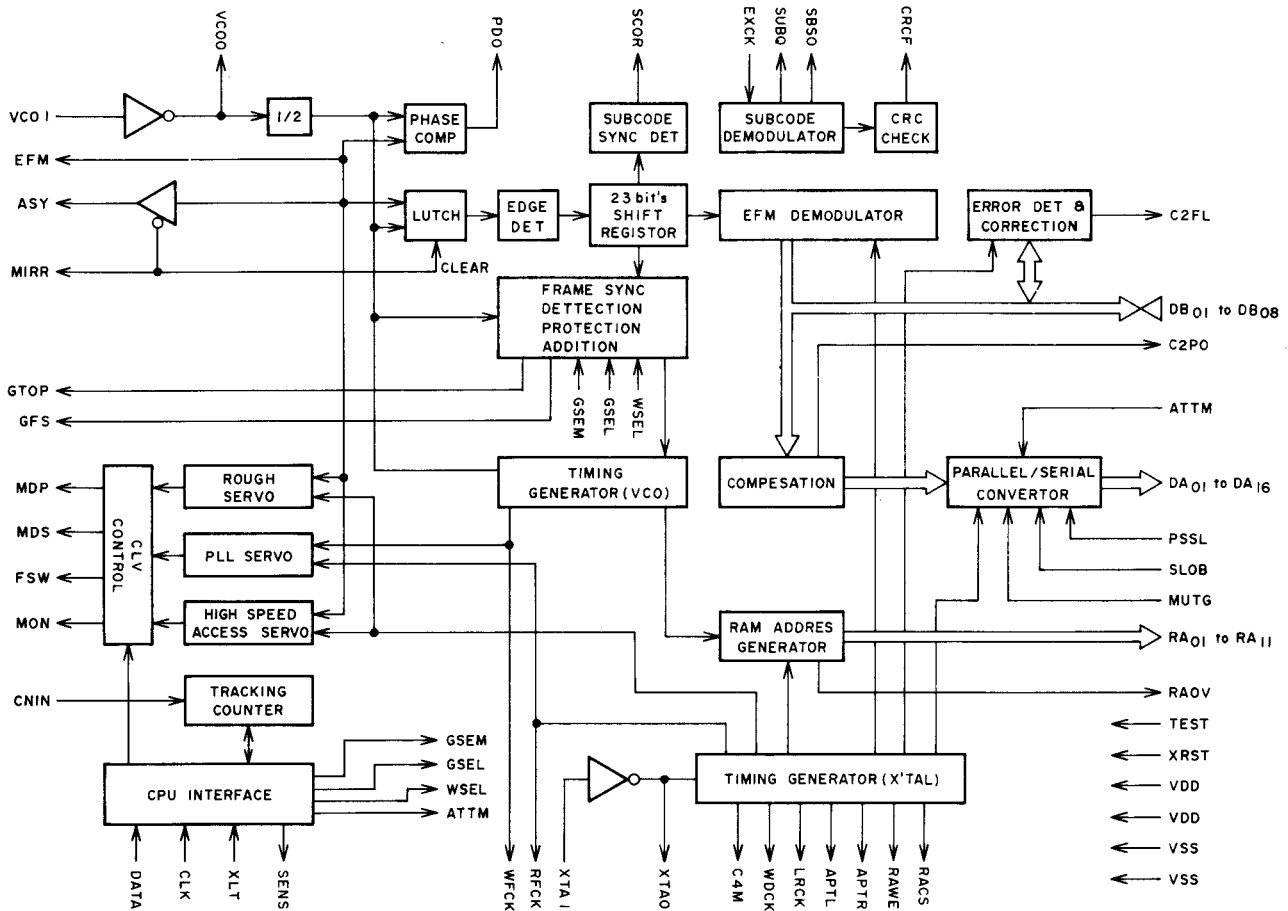 VCOO
PDO
SCOR
EXCK
SUBQ
SBSO
CRCF
VCO I
1/2
PHASE
COMP
SUBCODE
SYNC DET
SUBCODE
DEMODULATOR
CRC
CHECK
EFM
ASY
LUTCH
EDGE
DET
23 bit's
SHIFT
REGISTOR
EFM DEMODULATOR
ERROR DET &
CORRECTION
C2FL
MIRR
CLEAR
FRAME SYNC
DETTECTION
PROTECTION
ADDITION
DB01 to DB08
C2PO
GTOP
GFS
GSEM
GSEL
WSEL
ATTM
MDP
MDS
FSW
MON
CLV
CONTROL
ROUGH
SERVO
PLL SERVO
HIGH SPEED
ACCESS SERVO
TIMING
GENERATOR (VCO)
COMPESATION
PARALLEL/SERIAL
CONVERTOR
DA01 to DA16
PSSL
SLOB
MUTG
RAM ADDRES
GENERATOR
RA01 to RA11
RAOV
CNIN
TRACKING
COUNTER
TEST
XRST
VDD
VDD
VSS
VSS
CPU INTERFACE
GSEM
GSEL
WSEL
ATTM
TIMING GENERATOR (X'TAL)
DATA
CLK
XLT
SENS
WFCK
RFCK
XTA I
XTAO
C4M
WDCK
LRCK
APTL
APTR
RAWE
RACS